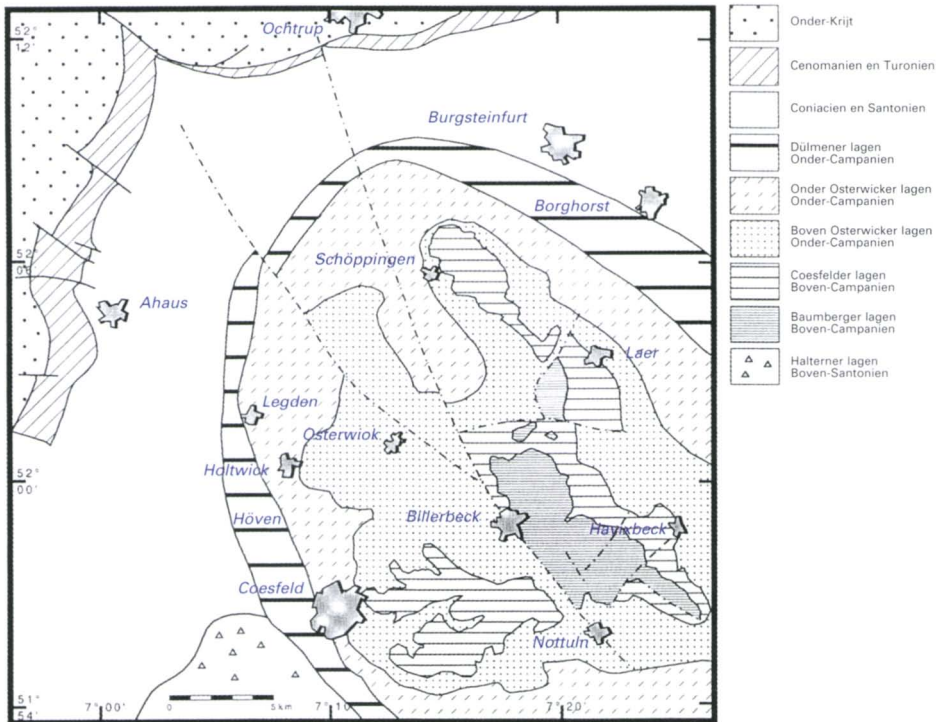 52°
12'
Ochtrup
Burgsteinfurt
Borghorst
52°
06'
Schöppingen
Ahaus
Laer
Legden
Osterwiok
Holtwick
52°
00'
Höven
Billerbeck
Havixbeck
Coesfeld
Nottuln
51°
54'
7°00'
7°10'
7°20'
0
5 km
Onder-Krijt
Cenomanien en Turonien
Coniacien en Santonien
Dülmener lagen
Onder-Campanien
Onder Osterwicker lagen
Onder-Campanien
Boven Osterwicker lagen
Onder-Campanien
Coesfelder lagen
Boven-Campanien
Baumberger lagen
Boven-Campanien
Halterner lagen
Boven-Santonien